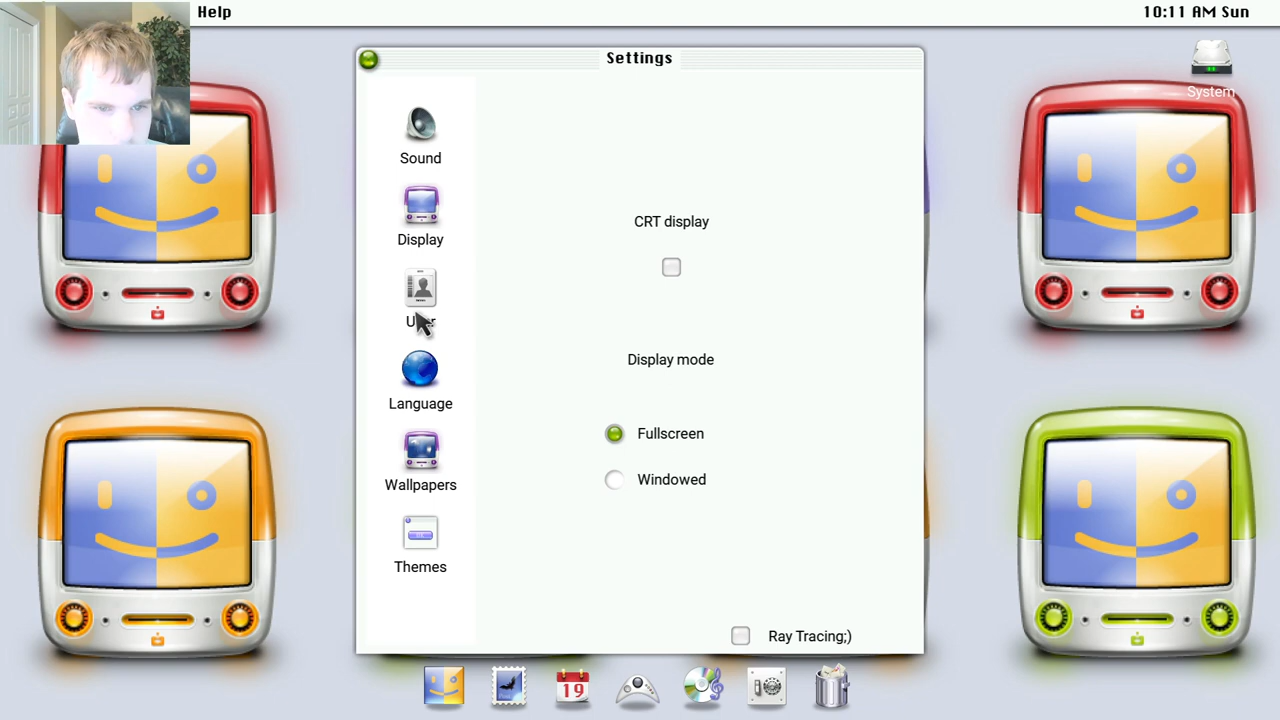 Help
10:11 AM Sun
Settings
System
Sound
CRT display
Display
User
Display mode
Language
Fullscreen
Windowed
Wallpapers
Themes
Ray Tracing;)
19